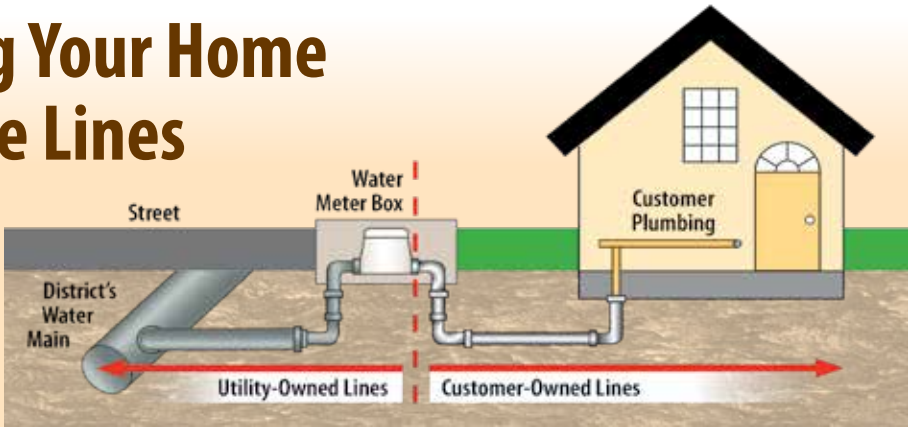 Your Home
Lines
Water
Meter Box
Street
Customer
Plumbing
District's
Water
Main
Utility-Owned Lines
Customer-Owned Lines